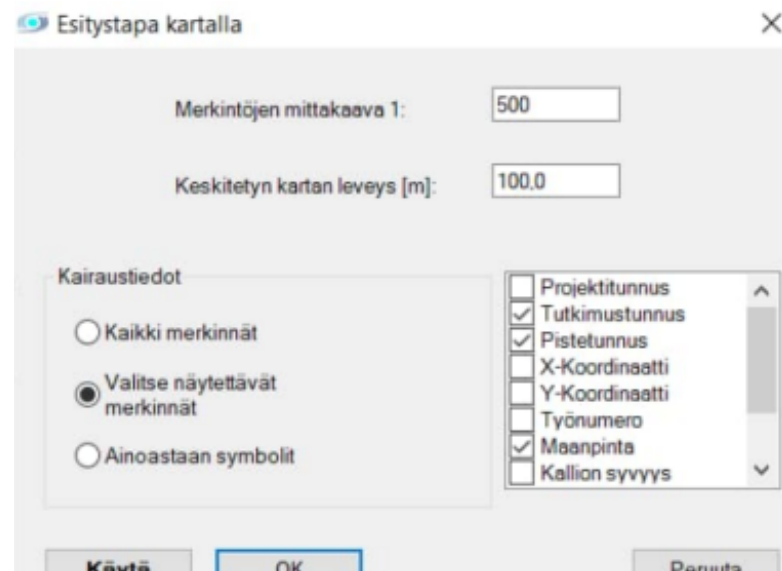 Esitystapa kartalla
Merkintöjen mittakaava 1:
500
Keskitetyn kartan leveys [m]:
100,0
Kairaustiedot
Kaikki merkinnät
Valitse näytettävät
merkinnät
Ainoastaan symbolit
Projektitunnus
Tutkimustunnus
Pistetunnus
X-Koordinaatti
Y-Koordinaatti
Työnumero
Maanpinta
Kallion syvyys
Käytä
OK
Peruuta